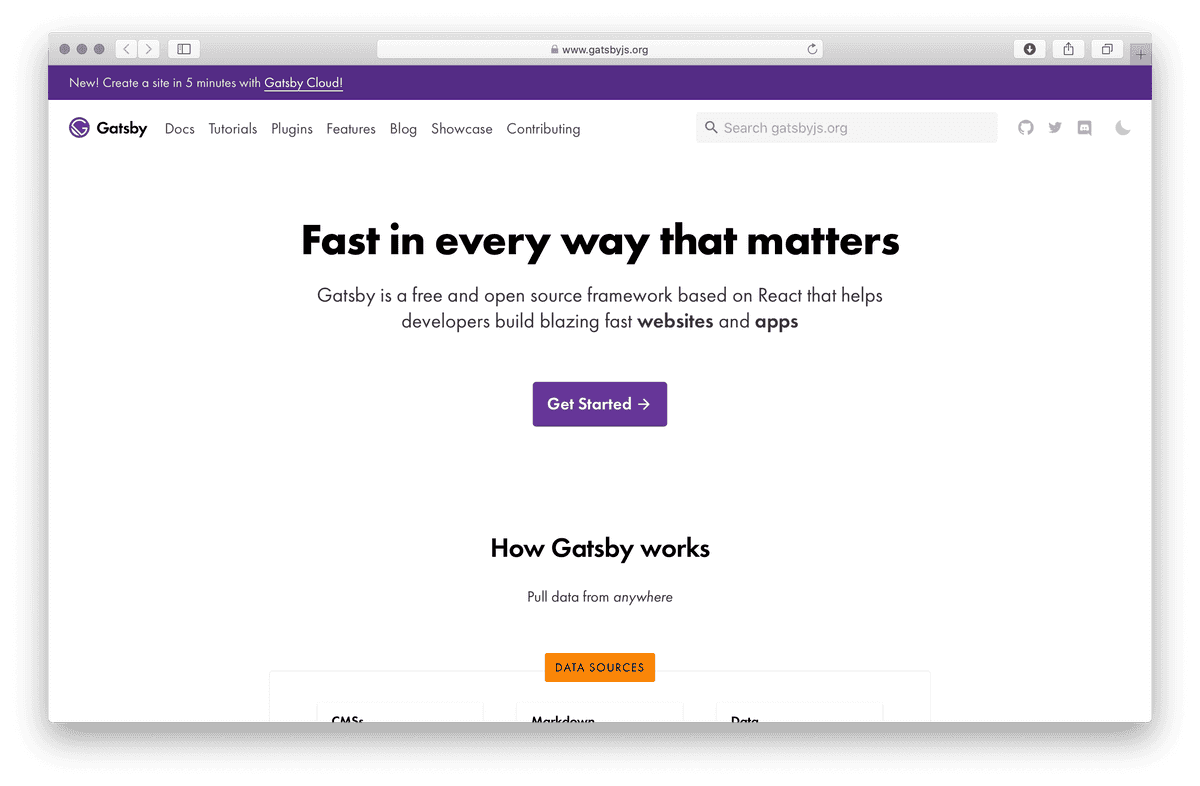 www.gatsbyjs.org
New! Create a site in 5 minutes with Gatsby Cloud!
Gatsby Docs Tutorials Plugins Features Blog Showcase Contributing Search gatsbyjs.org
Fast in every way that matters
Gatsby is a free and open source framework based on React that helps
developers build blazing fast websites and apps
Get Started →
How Gatsby works
Pull data from anywhere
DATA SOURCES
CMSs Markdown Data